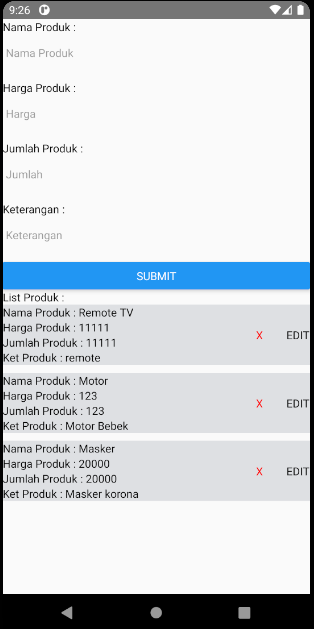 9:26
Nama Produk :
Nama Produk
Harga Produk :
Harga
Jumlah Produk :
Jumlah
Keterangan :
Keterangan
SUBMIT
List Produk :
Nama Produk : Remote TV
Harga Produk : 11111
Jumlah Produk : 11111
Ket Produk : remote
X EDIT
Nama Produk : Motor
Harga Produk : 123
Jumlah Produk : 123
Ket Produk : Motor Bebek
X EDIT
Nama Produk : Masker
Harga Produk : 20000
Jumlah Produk : 20000
Ket Produk : Masker korona
X EDIT